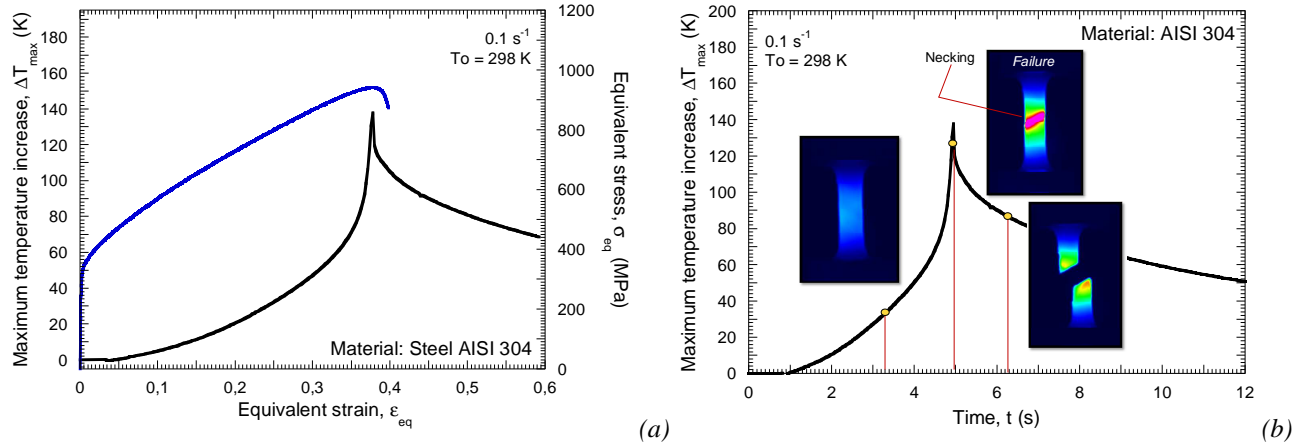 Maximum temperature increase, ΔT_max (K)
180
160
140
120
100
80
60
40
20
0
0.1 s⁻¹
To = 298 K
Material: Steel AISI 304
1200
1000
800
600
400
200
0
Equivalent stress, σ_eq (MPa)
0 0,1 0,2 0,3 0,4 0,5 0,6
Equivalent strain, ε_eq
(a)
Maximum temperature increase, ΔT_max (K)
200
180
160
140
120
100
80
60
40
20
0
0.1 s⁻¹
To = 298 K
Material: AISI 304
Necking
Failure
0 2 4 6 8 10 12
Time, t (s)
(b)